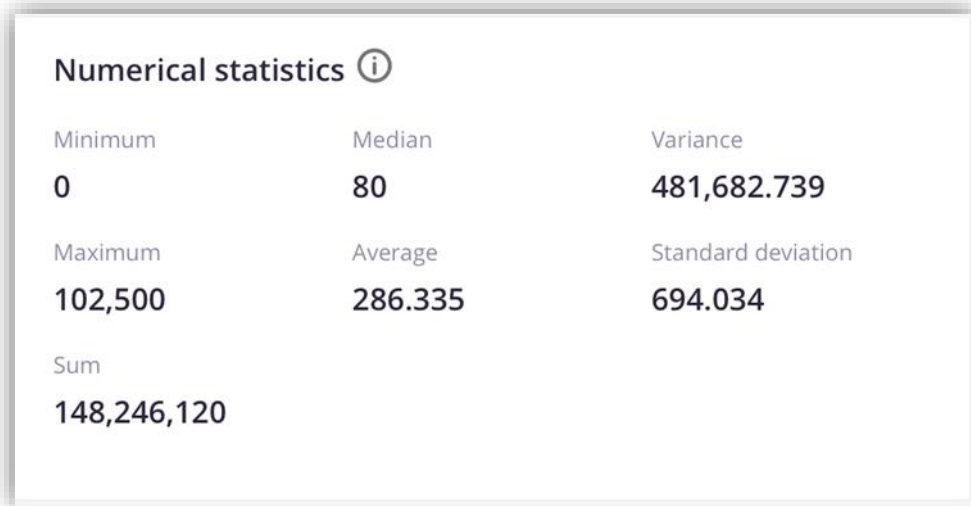 Numerical statistics
Minimum Median Variance
0 80 481,682.739
Maximum Average Standard deviation
102,500 286.335 694.034
Sum
148,246,120